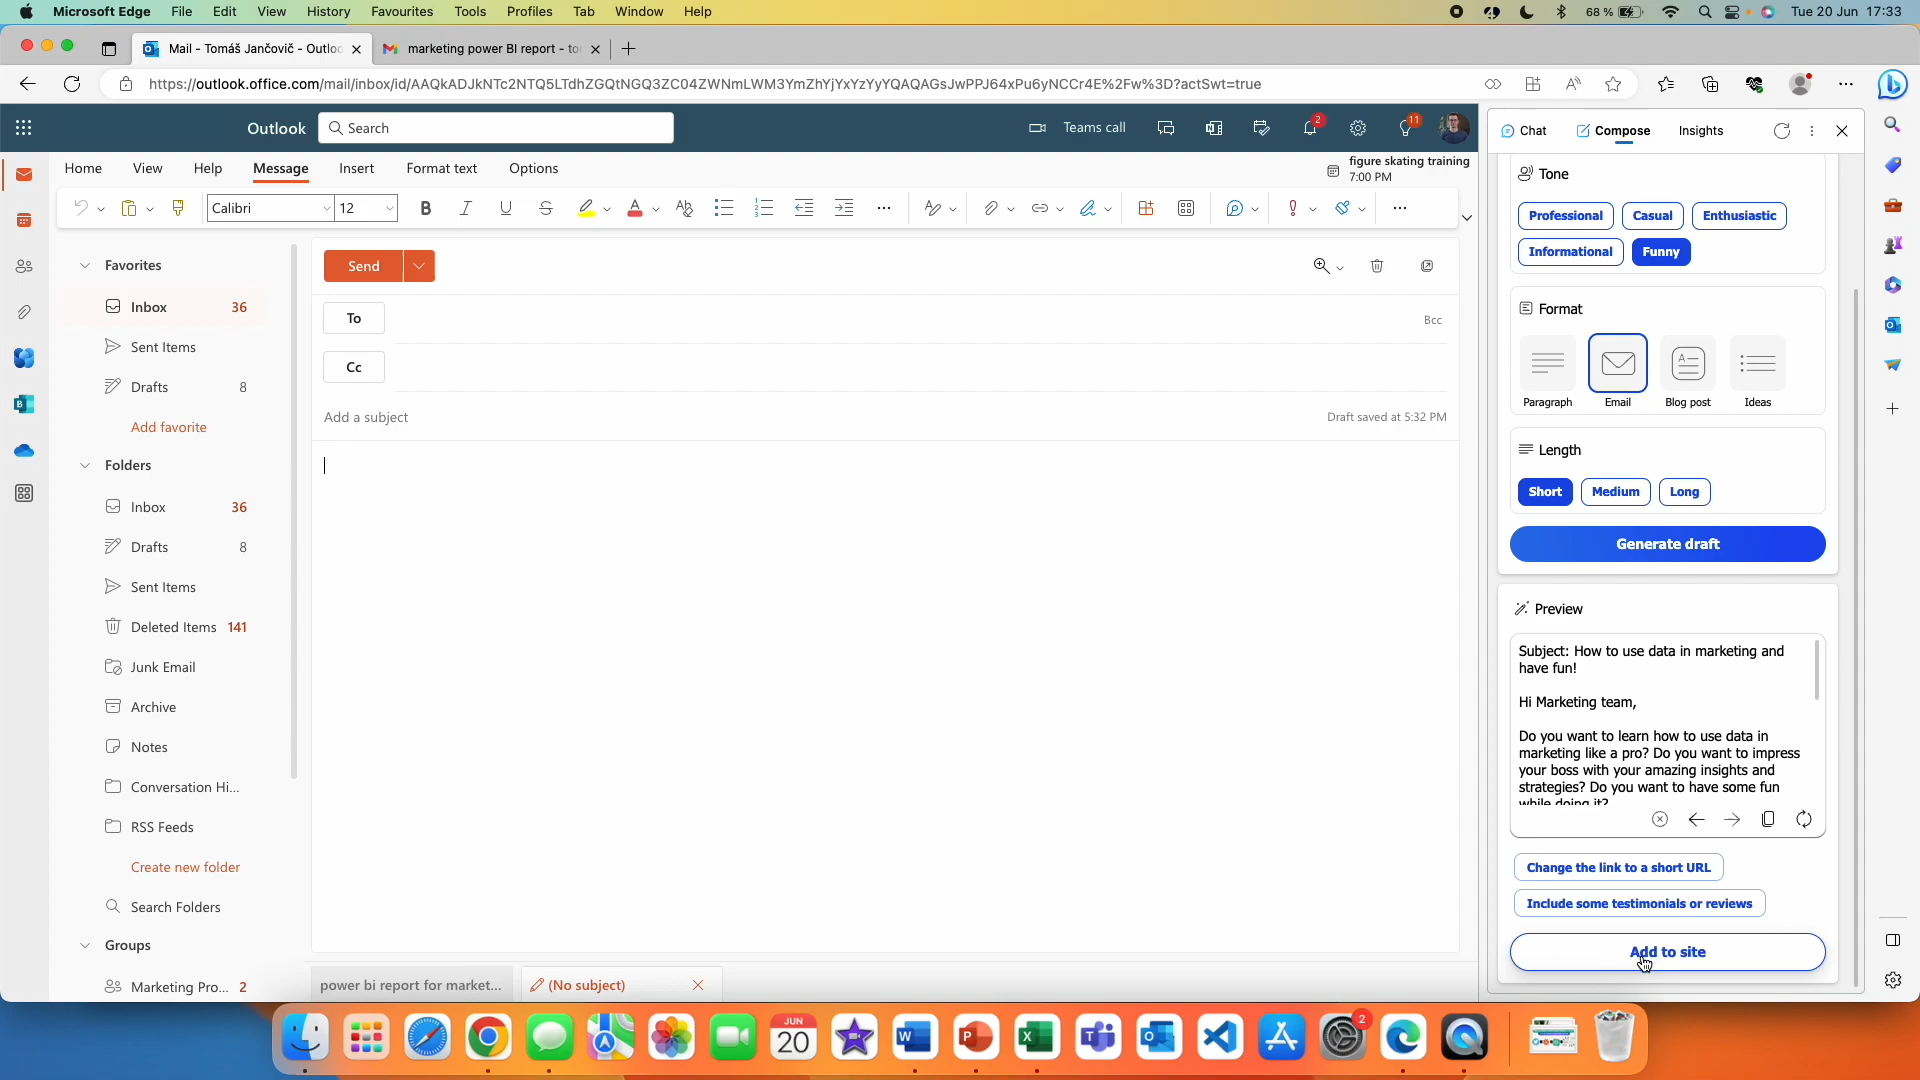 Microsoft Edge File Edit View History Favourites Tools Profiles Tab Window Help 68 % Tue 20 Jun 17:33
Mail - Tomáš Jančovič - Outlo
marketing power BI report - to
https://outlook.office.com/mail/inbox/id/AAQkADJkNTc2NTQ5LTdhZGQtNGQ3ZC04ZWNmLWM3YmZhYjYxYzYyYQAQAGsJwPPJ64xPu6yNCCr4E%2Fw%3D?actSwt=true
Outlook
Search
Teams call
2
11
Home View Help Message Insert Format text Options
figure skating training
7:00 PM
Calibri 12
Favorites
Inbox 36
Sent Items
Drafts 8
Add favorite
Folders
Inbox 36
Drafts 8
Sent Items
Deleted Items 141
Junk Email
Archive
Notes
Conversation Hi...
RSS Feeds
Create new folder
Search Folders
Groups
Marketing Pro... 2
Send
To
Bcc
Cc
Add a subject
Draft saved at 5:32 PM
power bi report for market...
(No subject)
Chat Compose Insights
Tone
Professional Casual Enthusiastic
Informational Funny
Format
Paragraph Email Blog post Ideas
Length
Short Medium Long
Generate draft
Preview
Subject: How to use data in marketing and
have fun!
Hi Marketing team,
Do you want to learn how to use data in
marketing like a pro? Do you want to impress
your boss with your amazing insights and
strategies? Do you want to have some fun
while doing it?
Change the link to a short URL
Include some testimonials or reviews
Add to site
JUN
20
2